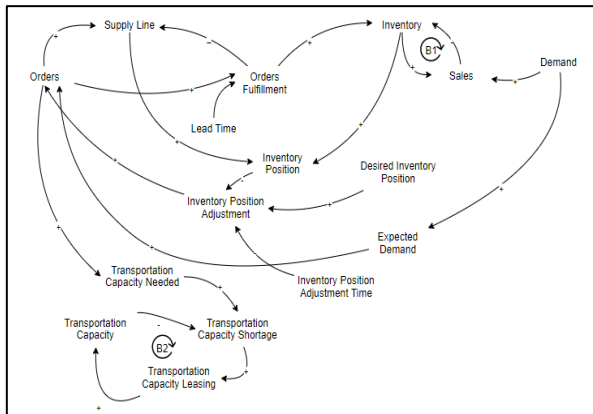 Supply Line
Inventory
Orders
Orders
Fulfillment
B1
Sales
Demand
Lead Time
Inventory
Position
Desired Inventory
Position
Inventory Position
Adjustment
Expected
Demand
Transportation
Capacity Needed
Inventory Position
Adjustment Time
Transportation
Capacity
B2
Transportation
Capacity Shortage
Transportation
Capacity Leasing